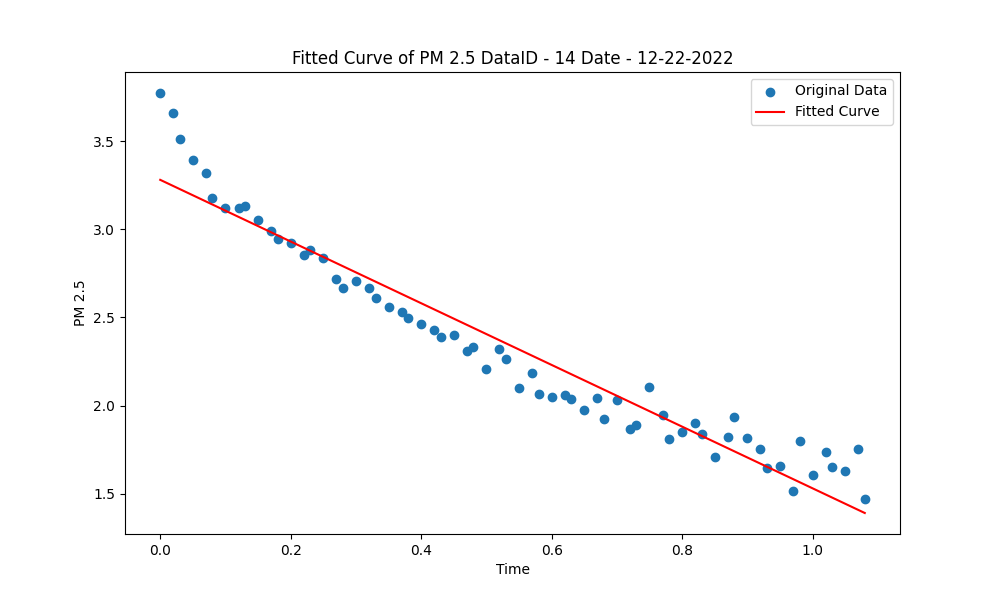 Fitted Curve of PM 2.5 DataID - 14 Date - 12-22-2022
Original Data
Fitted Curve
3.5
3.0
2.5
2.0
1.5
PM 2.5
0.0 0.2 0.4 0.6 0.8 1.0
Time